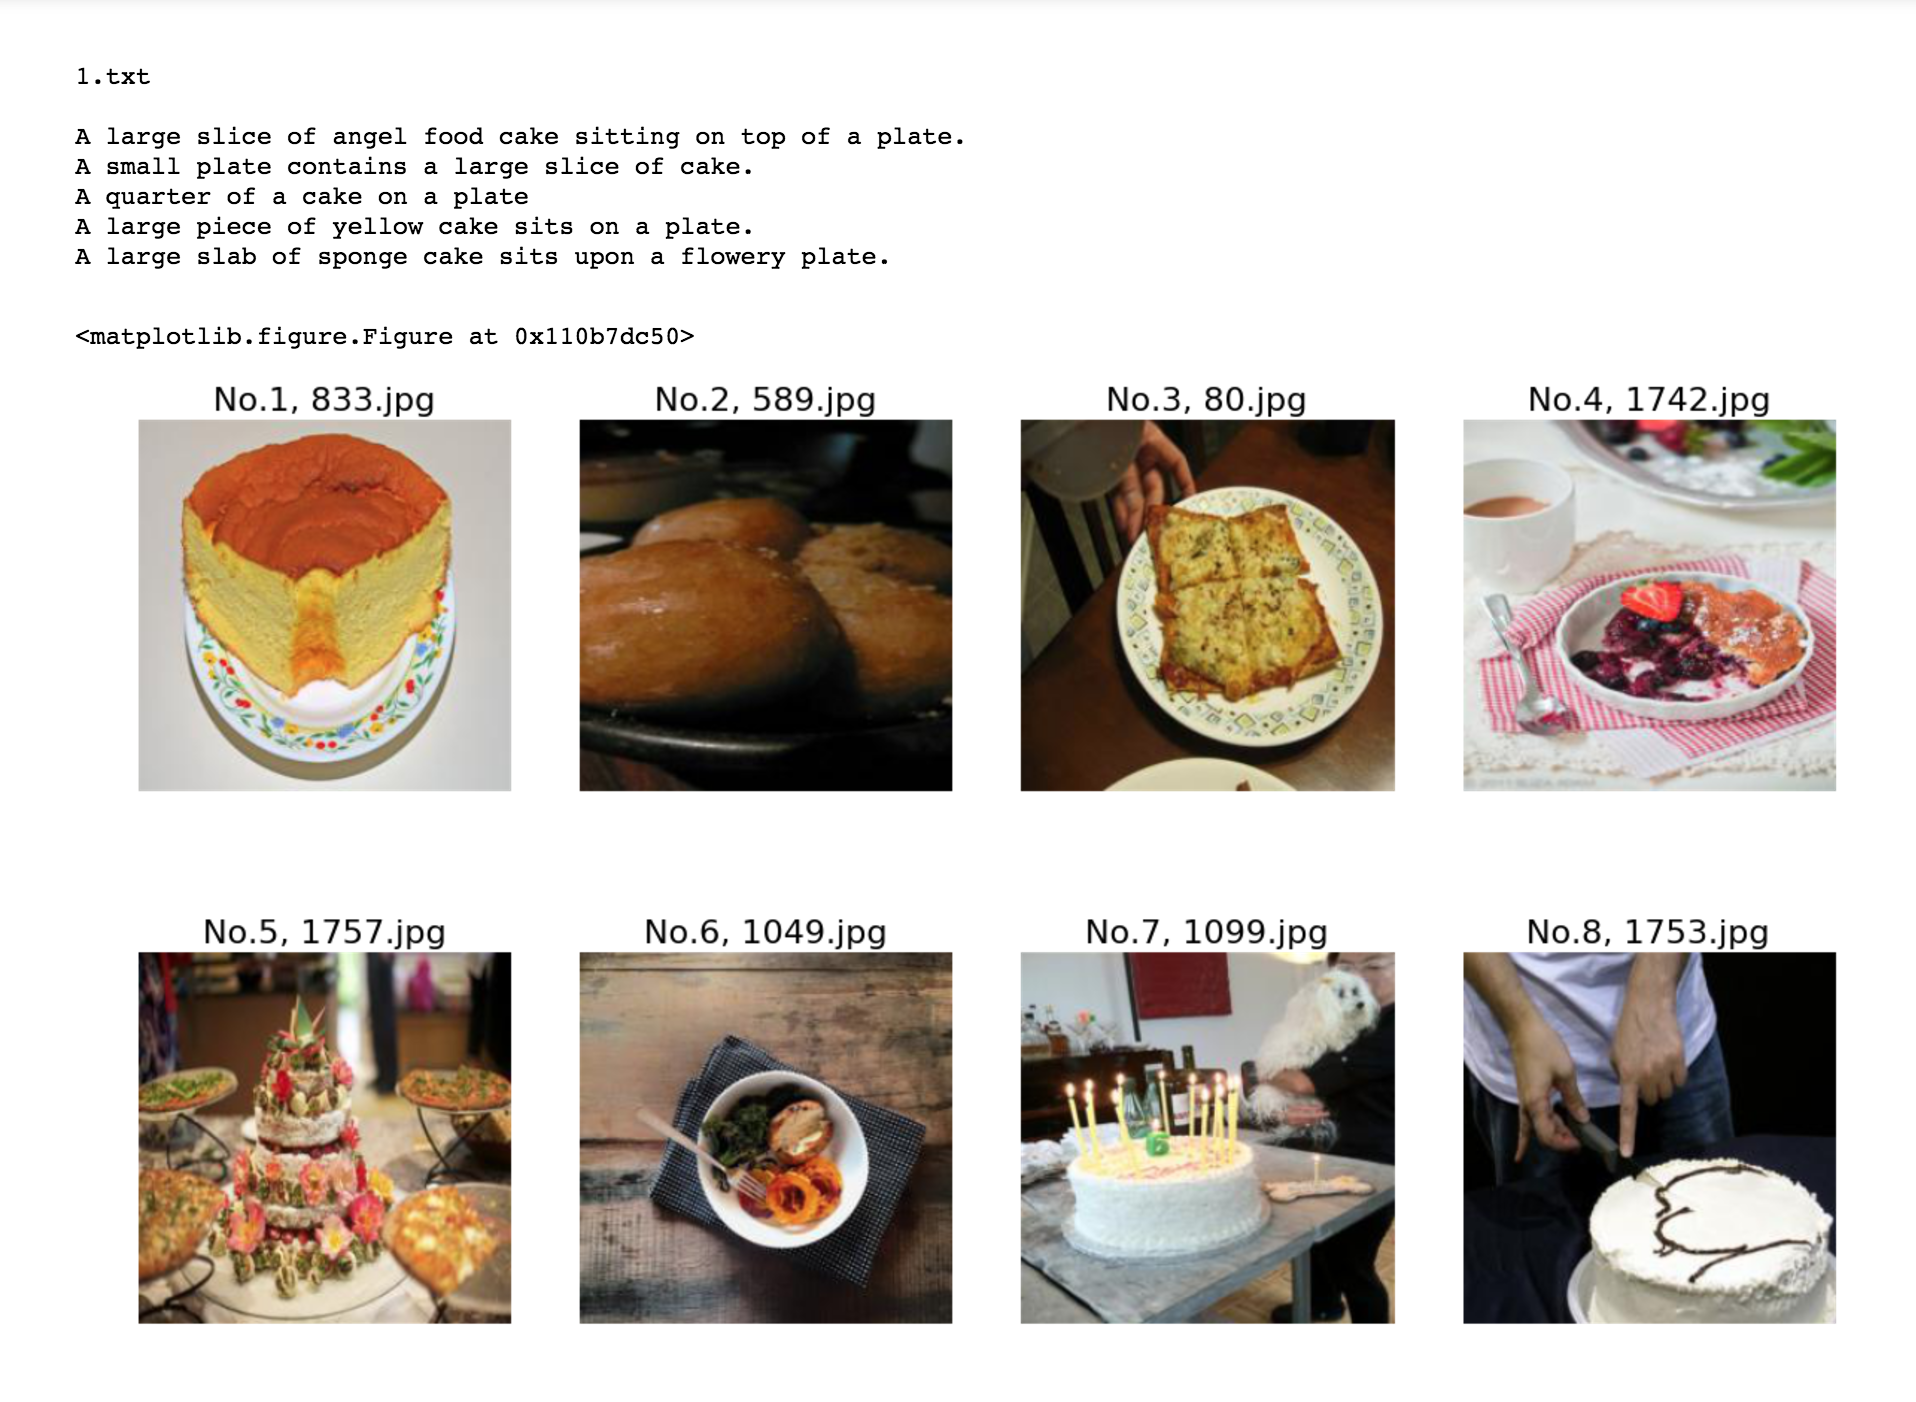 1.txt
A large slice of angel food cake sitting on top of a plate.
A small plate contains a large slice of cake.
A quarter of a cake on a plate
A large piece of yellow cake sits on a plate.
A large slab of sponge cake sits upon a flowery plate.
<matplotlib.figure.Figure at 0x110b7dc50>
No.1, 833.jpg
No.2, 589.jpg
No.3, 80.jpg
No.4, 1742.jpg
No.5, 1757.jpg
No.6, 1049.jpg
No.7, 1099.jpg
6
No.8, 1753.jpg